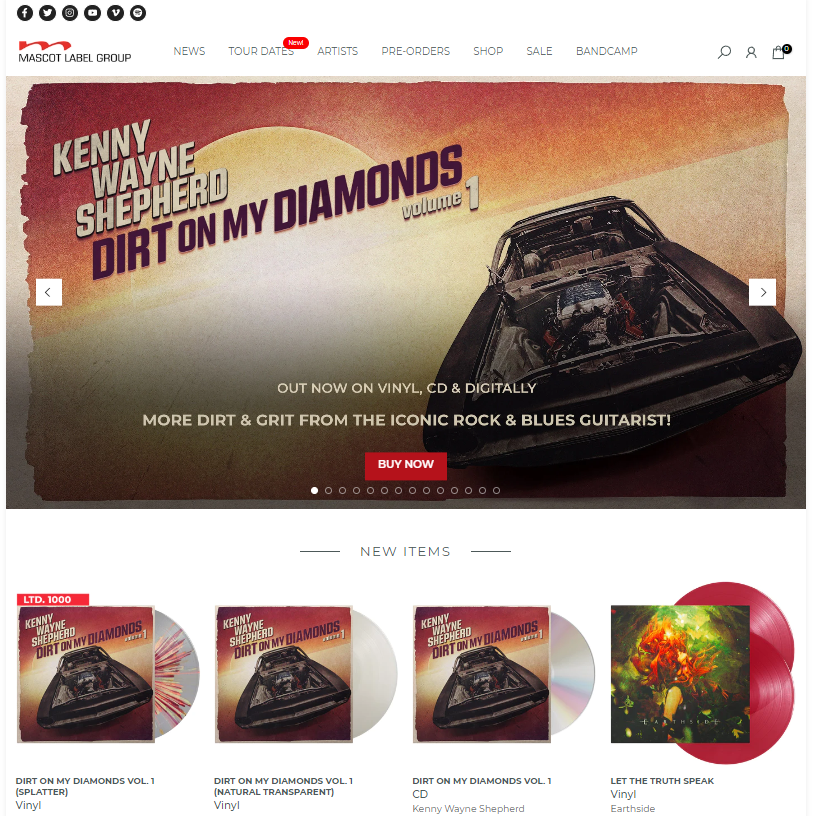 MASCOT LABEL GROUP
NEWS
TOUR DATES
New!
ARTISTS
PRE-ORDERS
SHOP
SALE
BANDCAMP
0
KENNY
WAYNE
SHEPHERD
DIRT ON MY DIAMONDS
volume 1
OUT NOW ON VINYL, CD & DIGITALLY
MORE DIRT & GRIT FROM THE ICONIC ROCK & BLUES GUITARIST!
BUY NOW
NEW ITEMS
LTD. 1000
KENNY
WAYNE
SHEPHERD
DIRT ON MY DIAMONDS
volume 1
KENNY
WAYNE
SHEPHERD
DIRT ON MY DIAMONDS
volume 1
KENNY
WAYNE
SHEPHERD
DIRT ON MY DIAMONDS
volume 1
EARTHSIDE
DIRT ON MY DIAMONDS VOL. 1
(SPLATTER)
Vinyl
DIRT ON MY DIAMONDS VOL. 1
(NATURAL TRANSPARENT)
Vinyl
DIRT ON MY DIAMONDS VOL. 1
CD
Kenny Wayne Shepherd
LET THE TRUTH SPEAK
Vinyl
Earthside